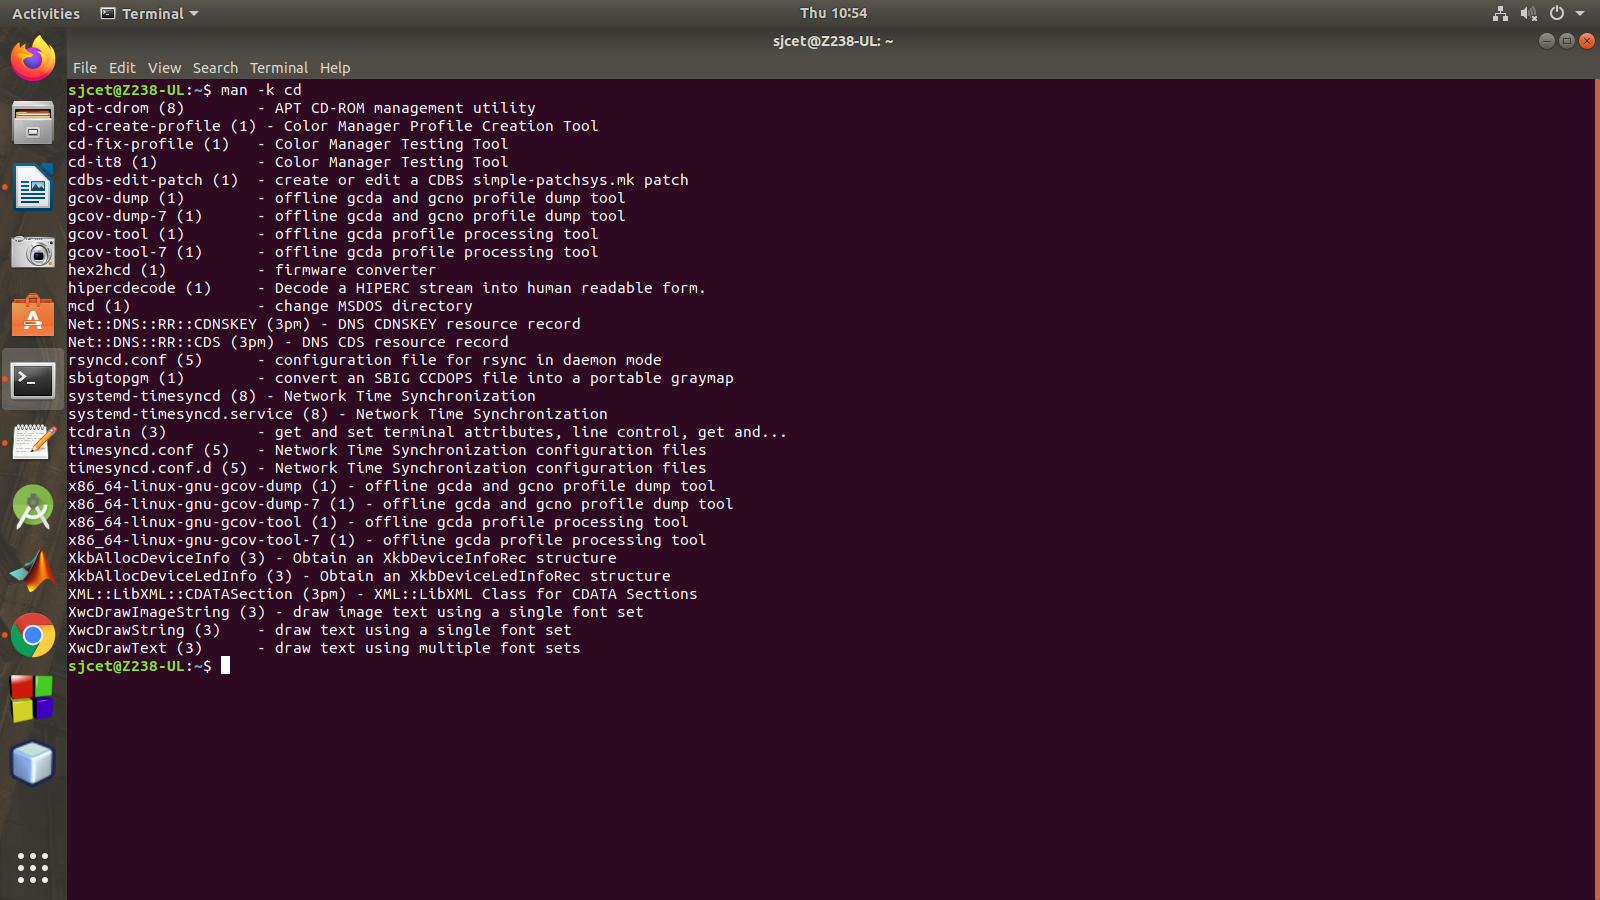 Activities Terminal Thu 10:54
sjcet@Z238-UL: ~
File Edit View Search Terminal Help
sjcet@Z238-UL:~$ man -k cd
apt-cdrom (8)        - APT CD-ROM management utility
cd-create-profile (1) - Color Manager Profile Creation Tool
cd-fix-profile (1)   - Color Manager Testing Tool
cd-it8 (1)           - Color Manager Testing Tool
cdbs-edit-patch (1)  - create or edit a CDBS simple-patchsys.mk patch
gcov-dump (1)        - offline gcda and gcno profile dump tool
gcov-dump-7 (1)      - offline gcda and gcno profile dump tool
gcov-tool (1)        - offline gcda profile processing tool
gcov-tool-7 (1)      - offline gcda profile processing tool
hex2hcd (1)          - firmware converter
hipercdecode (1)     - Decode a HIPERC stream into human readable form.
mcd (1)              - change MSDOS directory
Net::DNS::RR::CDNSKEY (3pm) - DNS CDNSKEY resource record
Net::DNS::RR::CDS (3pm) - DNS CDS resource record
rsyncd.conf (5)      - configuration file for rsync in daemon mode
sbigtopgm (1)        - convert an SBIG CCDOPS file into a portable graymap
systemd-timesyncd (8) - Network Time Synchronization
systemd-timesyncd.service (8) - Network Time Synchronization
tcdrain (3)          - get and set terminal attributes, line control, get and...
timesyncd.conf (5)   - Network Time Synchronization configuration files
timesyncd.conf.d (5) - Network Time Synchronization configuration files
x86_64-linux-gnu-gcov-dump (1) - offline gcda and gcno profile dump tool
x86_64-linux-gnu-gcov-dump-7 (1) - offline gcda and gcno profile dump tool
x86_64-linux-gnu-gcov-tool (1) - offline gcda profile processing tool
x86_64-linux-gnu-gcov-tool-7 (1) - offline gcda profile processing tool
XkbAllocDeviceInfo (3) - Obtain an XkbDeviceInfoRec structure
XkbAllocDeviceLedInfo (3) - Obtain an XkbDeviceLedInfoRec structure
XML::LibXML::CDATASection (3pm) - XML::LibXML Class for CDATA Sections
XwcDrawImageString (3) - draw image text using a single font set
XwcDrawString (3)    - draw text using a single font set
XwcDrawText (3)      - draw text using multiple font sets
sjcet@Z238-UL:~$